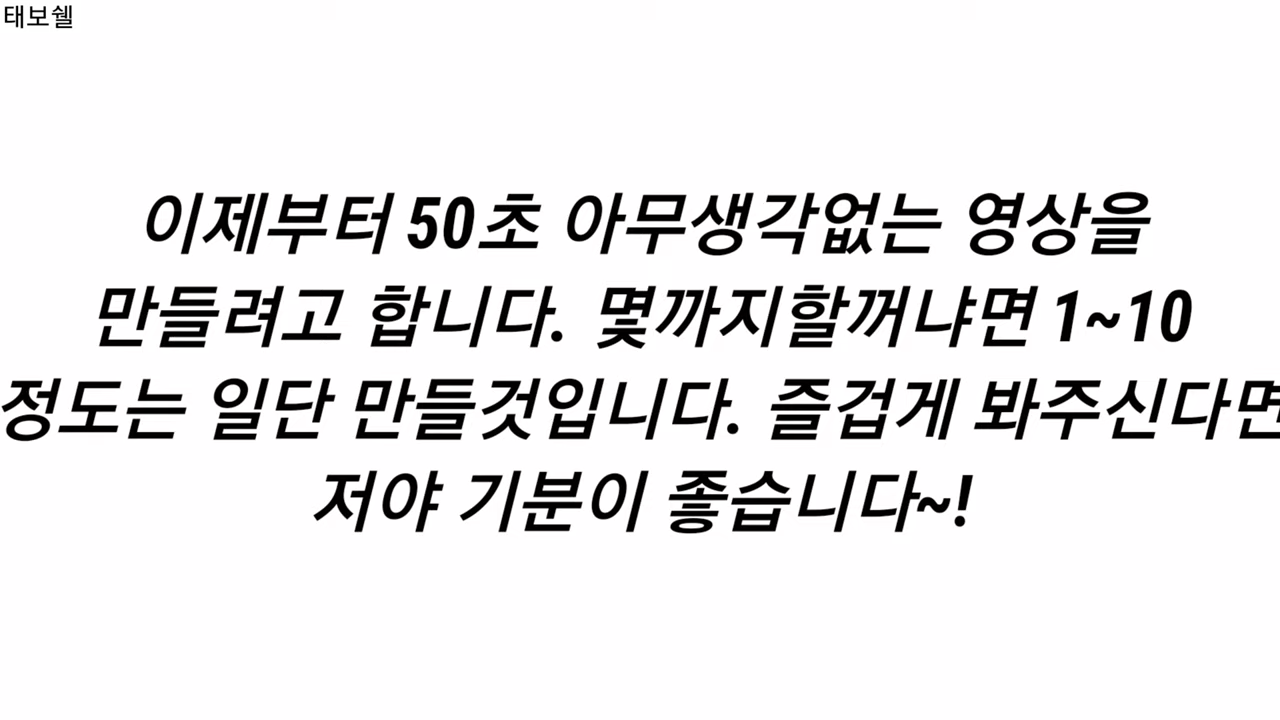 태보쉘
이제부터 50초 아무생각없는 영상을
만들려고 합니다. 몇까지할꺼냐면 1~10
정도는 일단 만들것입니다. 즐겁게 봐주신다면
저야 기분이 좋습니다~!